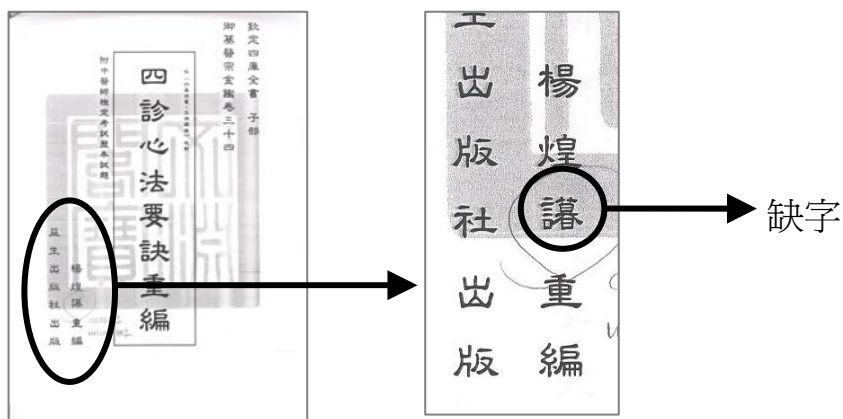 欽定四庫全書 子部
御纂醫宗金鑑卷三十四
四診心法要訣重編
附中醫師檢定考試歷年試題
楊煌重編
益生出版社出版
楊煌重編
生出版社出版
缺字